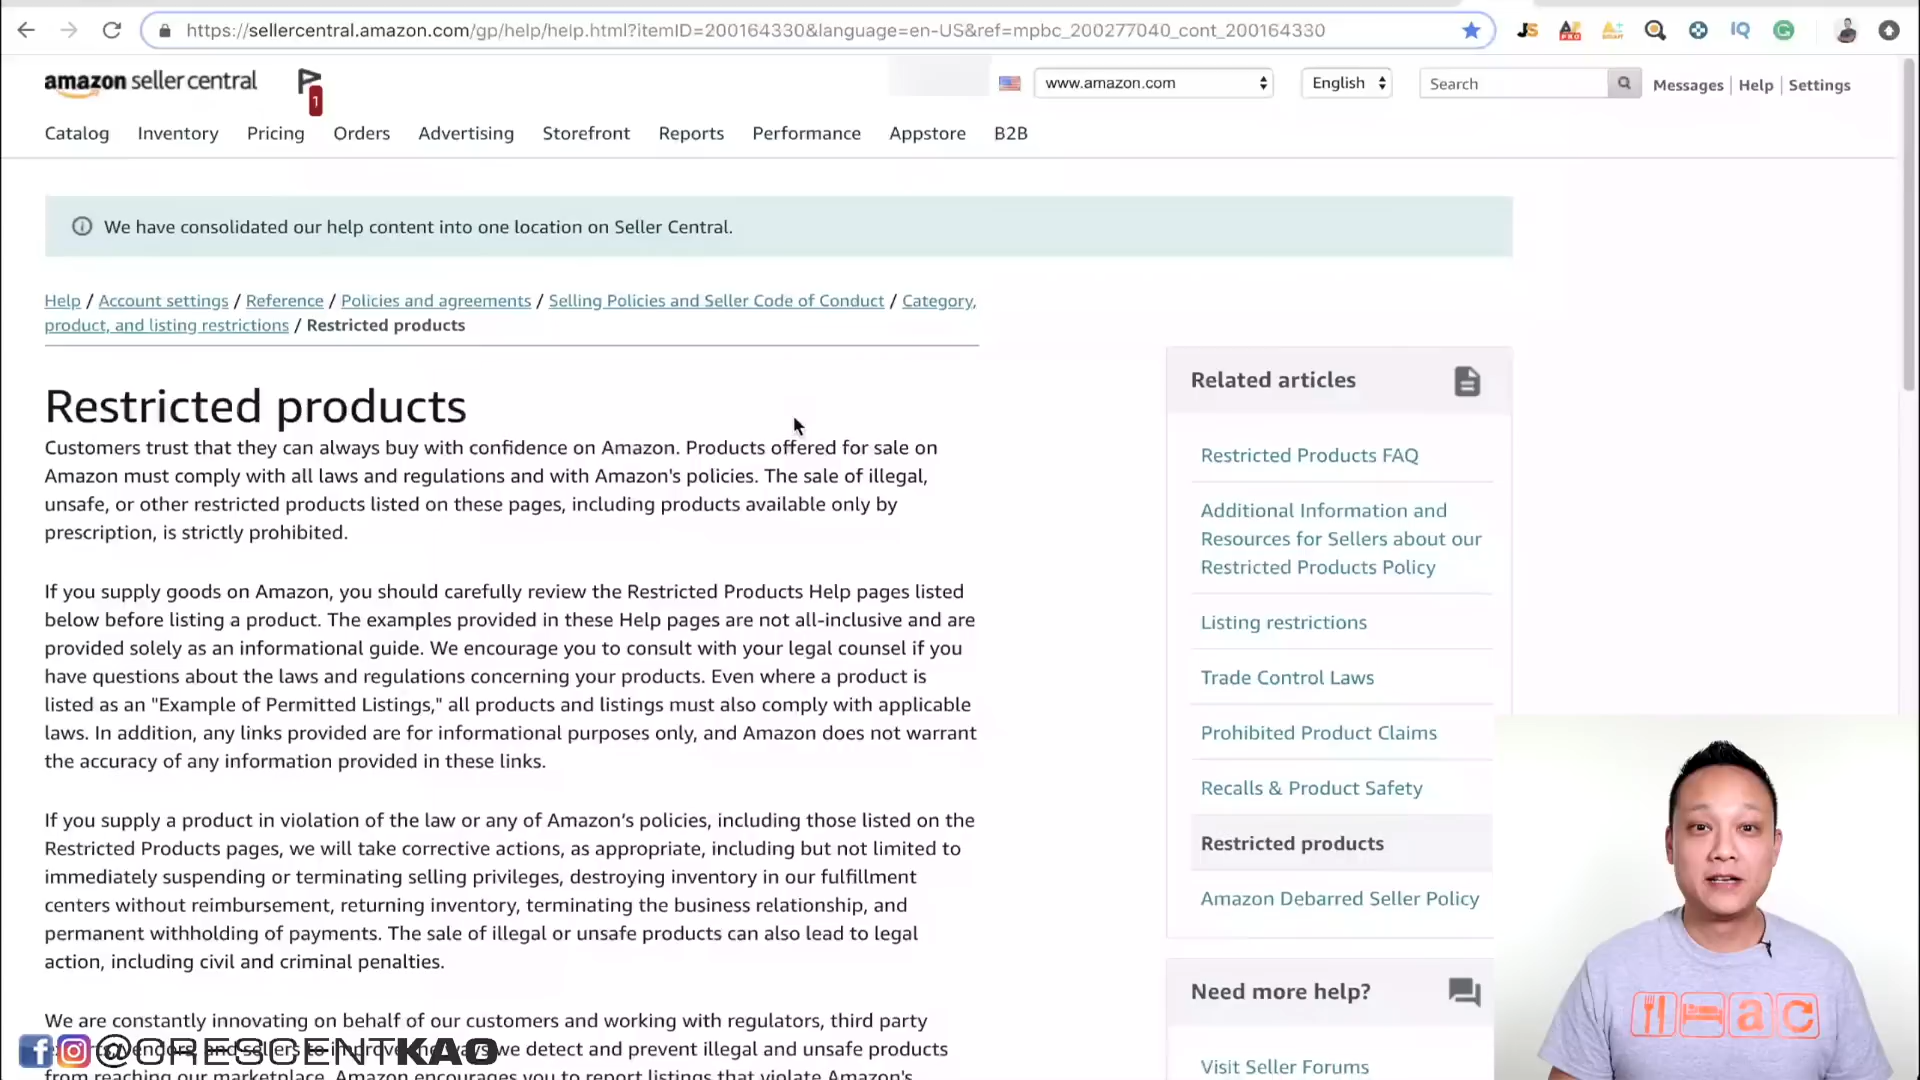 https://sellercentral.amazon.com/gp/help/help.html?itemID=200164330&language=en-US&ref=mpbc_200277040_cont_200164330
amazon seller central
1
www.amazon.com
English
Search
Messages | Help | Settings
Catalog Inventory Pricing Orders Advertising Storefront Reports Performance Appstore B2B
We have consolidated our help content into one location on Seller Central.
Help / Account settings / Reference / Policies and agreements / Selling Policies and Seller Code of Conduct / Category,
product, and listing restrictions / Restricted products
Restricted products
Customers trust that they can always buy with confidence on Amazon. Products offered for sale on
Amazon must comply with all laws and regulations and with Amazon's policies. The sale of illegal,
unsafe, or other restricted products listed on these pages, including products available only by
prescription, is strictly prohibited.
If you supply goods on Amazon, you should carefully review the Restricted Products Help pages listed
below before listing a product. The examples provided in these Help pages are not all-inclusive and are
provided solely as an informational guide. We encourage you to consult with your legal counsel if you
have questions about the laws and regulations concerning your products. Even where a product is
listed as an "Example of Permitted Listings," all products and listings must also comply with applicable
laws. In addition, any links provided are for informational purposes only, and Amazon does not warrant
the accuracy of any information provided in these links.
If you supply a product in violation of the law or any of Amazon's policies, including those listed on the
Restricted Products pages, we will take corrective actions, as appropriate, including but not limited to
immediately suspending or terminating selling privileges, destroying inventory in our fulfillment
centers without reimbursement, returning inventory, terminating the business relationship, and
permanent withholding of payments. The sale of illegal or unsafe products can also lead to legal
action, including civil and criminal penalties.
We are constantly innovating on behalf of our customers and working with regulators, third party
we detect and prevent illegal and unsafe products
from reaching our marketplace. Amazon encourages you to report listings that violate Amazon's
@CRESCENTKAO
Related articles
Restricted Products FAQ
Additional Information and
Resources for Sellers about our
Restricted Products Policy
Listing restrictions
Trade Control Laws
Prohibited Product Claims
Recalls & Product Safety
Restricted products
Amazon Debarred Seller Policy
Need more help?
Visit Seller Forums